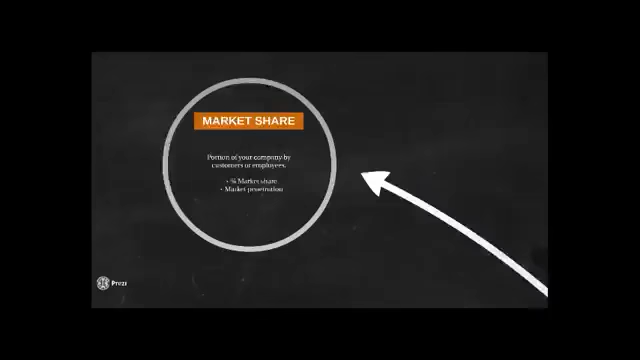 MARKET SHARE
Portion of your company by
customers or employees.
• % Market share
• Market penetration
Prezi